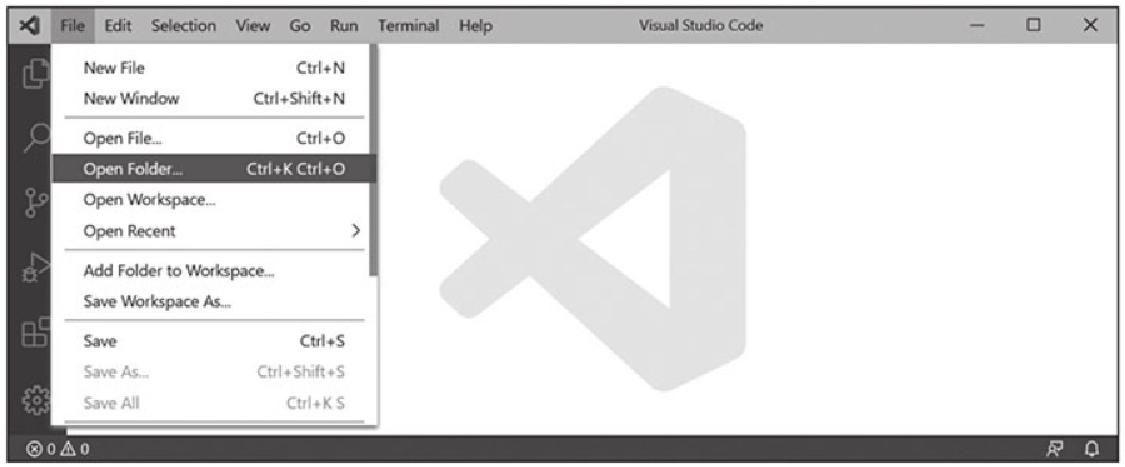 File Edit Selection View Go Run Terminal Help Visual Studio Code
New File Ctrl+N
New Window Ctrl+Shift+N
Open File... Ctrl+O
Open Folder... Ctrl+K Ctrl+O
Open Workspace...
Open Recent
Add Folder to Workspace...
Save Workspace As...
Save Ctrl+S
Save As... Ctrl+Shift+S
Save All Ctrl+K S
0 0